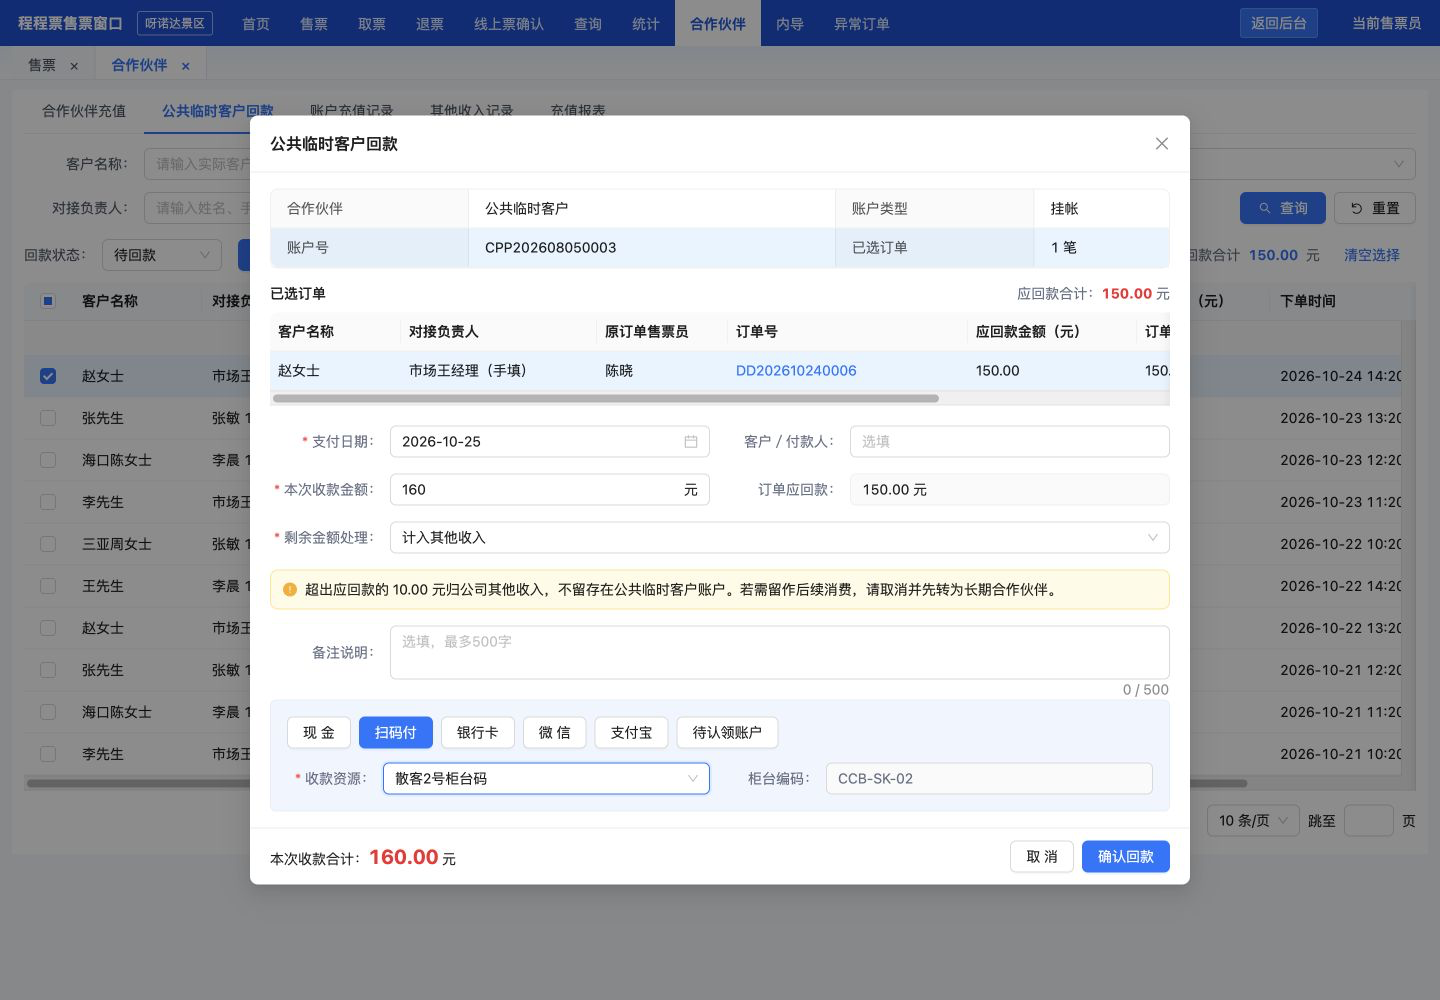 程程票售票窗口 呀诺达景区 首页 售票 取票 退票 线上票确认 查询 统计 合作伙伴 内导 异常订单 返回后台 当前售票员
售票 × 合作伙伴 ×
合作伙伴充值 公共临时客户回款 账户充值记录 其他收入记录 充值报表
客户名称： 请输入实际客户
对接负责人： 请输入姓名、手 查询 重置
回款状态： 待回款 回款合计 150.00 元 清空选择
客户名称 对接负 （元） 下单时间
赵女士 市场王 2026-10-24 14:20
张先生 张敏 1 2026-10-23 13:20
海口陈女士 李晨 1 2026-10-23 12:20
李先生 市场王 2026-10-23 11:20
三亚周女士 张敏 1 2026-10-22 10:20
王先生 李晨 1 2026-10-22 14:20
赵女士 市场王 2026-10-22 13:20
张先生 张敏 1 2026-10-21 12:20
海口陈女士 李晨 1 2026-10-21 11:20
李先生 市场王 2026-10-21 10:20
10 条/页 跳至 页
公共临时客户回款
合作伙伴 公共临时客户 账户类型 挂帐
账户号 CPP202608050003 已选订单 1 笔
已选订单 应回款合计：150.00 元
客户名称 对接负责人 原订单售票员 订单号 应回款金额（元） 订单
赵女士 市场王经理（手填） 陈晓 DD202610240006 150.00 150.
* 支付日期： 2026-10-25 客户 / 付款人： 选填
* 本次收款金额： 160 元 订单应回款： 150.00 元
* 剩余金额处理： 计入其他收入
超出应回款的 10.00 元归公司其他收入，不留存在公共临时客户账户。若需留作后续消费，请取消并先转为长期合作伙伴。
备注说明： 选填，最多500字
0 / 500
现 金 扫码付 银行卡 微 信 支付宝 待认领账户
* 收款资源： 散客2号柜台码 柜台编码： CCB-SK-02
本次收款合计：160.00 元 取 消 确认回款